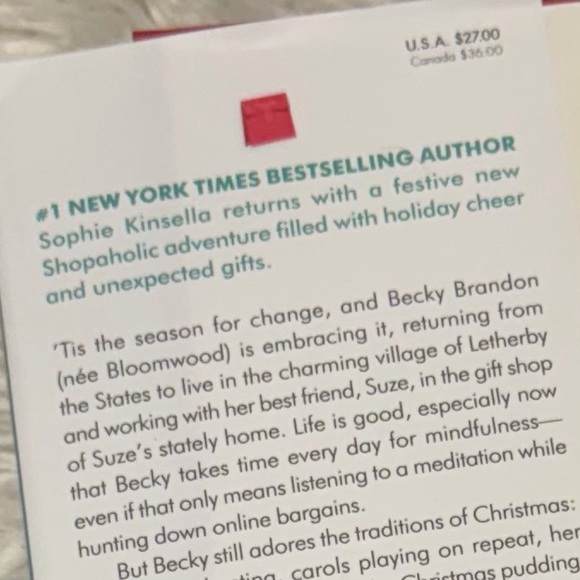 U.S.A. $27.00
Canada $36.00
#1 NEW YORK TIMES BESTSELLING AUTHOR
Sophie Kinsella returns with a festive new
Shopaholic adventure filled with holiday cheer
and unexpected gifts.
'Tis the season for change, and Becky Brandon
(née Bloomwood) is embracing it, returning from
the States to live in the charming village of Letherby
and working with her best friend, Suze, in the gift shop
of Suze's stately home. Life is good, especially now
that Becky takes time every day for mindfulness—
even if that only means listening to a meditation while
hunting down online bargains.
But Becky still adores the traditions of Christmas:
carols playing on repeat, her
Christmas pudding